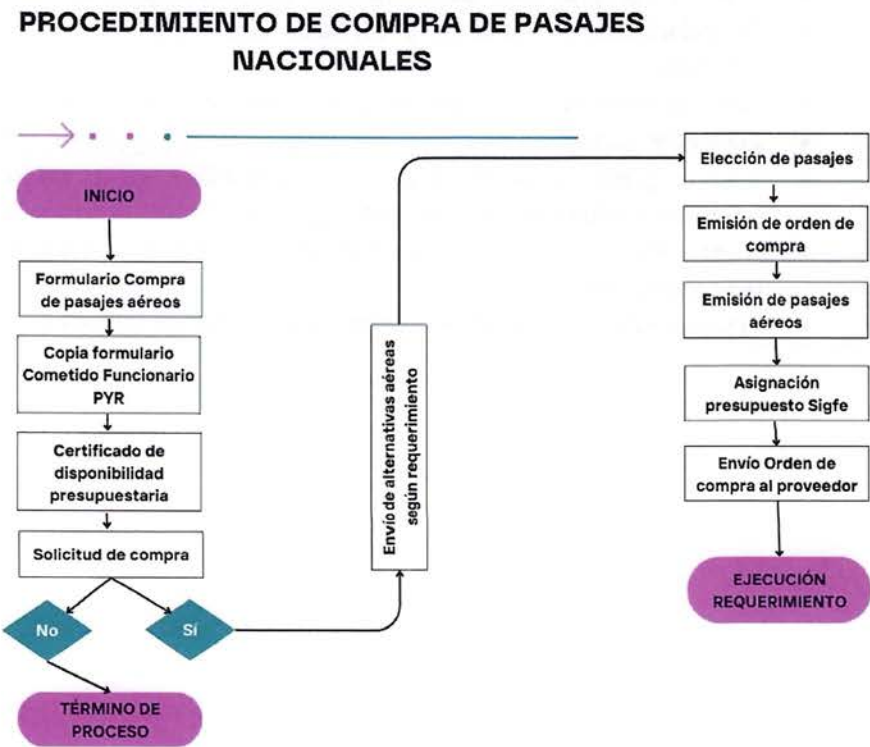 PROCEDIMIENTO DE COMPRA DE PASAJES
NACIONALES
INICIO
Formulario Compra
de pasajes aéreos
Copia formulario
Cometido Funcionario
PYR
Certificado de
disponibilidad
presupuestaria
Solicitud de compra
No
Sí
TÉRMINO DE
PROCESO
Envío de alternativas aéreas
según requerimiento
Elección de pasajes
Emisión de orden de
compra
Emisión de pasajes
aéreos
Asignación
presupuesto Sigfe
Envío Orden de
compra al proveedor
EJECUCIÓN
REQUERIMIENTO